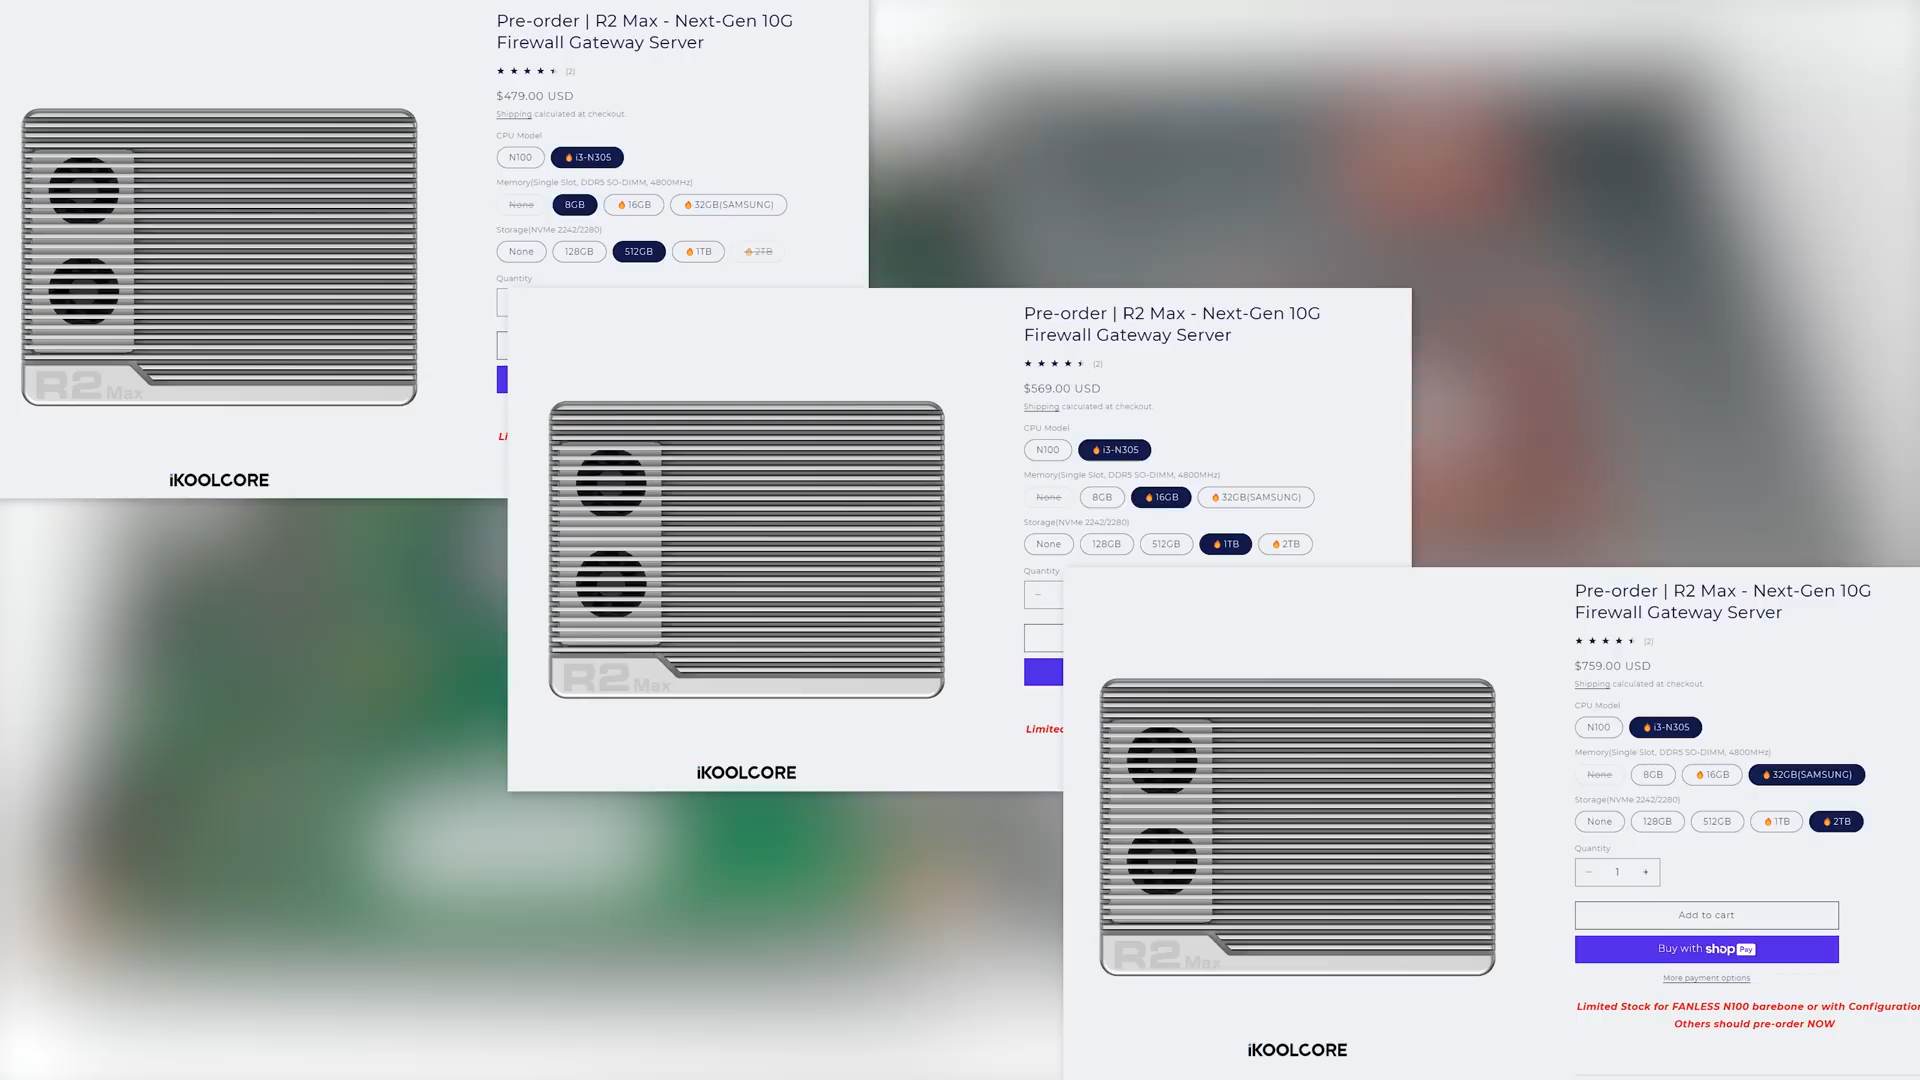 Pre-order | R2 Max - Next-Gen 10G
Firewall Gateway Server
(2)
$479.00 USD
Shipping calculated at checkout.
CPU Model
N100
i3-N305
Memory(Single Slot, DDR5 SO-DIMM, 4800MHz)
None
8GB
16GB
32GB(SAMSUNG)
Storage(NVMe 2242/2280)
None
128GB
512GB
1TB
2TB
Quantity
R2 Max
iKOOLCORE
Pre-order | R2 Max - Next-Gen 10G
Firewall Gateway Server
(2)
$569.00 USD
Shipping calculated at checkout.
CPU Model
N100
i3-N305
Memory(Single Slot, DDR5 SO-DIMM, 4800MHz)
None
8GB
16GB
32GB(SAMSUNG)
Storage(NVMe 2242/2280)
None
128GB
512GB
1TB
2TB
Quantity
−
R2 Max
iKOOLCORE
Pre-order | R2 Max - Next-Gen 10G
Firewall Gateway Server
(2)
$759.00 USD
Shipping calculated at checkout.
CPU Model
N100
i3-N305
Memory(Single Slot, DDR5 SO-DIMM, 4800MHz)
None
8GB
16GB
32GB(SAMSUNG)
Storage(NVMe 2242/2280)
None
128GB
512GB
1TB
2TB
Quantity
− 1 +
Add to cart
Buy with shop Pay
More payment options
Limited Stock for FANLESS N100 barebone or with
Others should pre-order NOW
R2 Max
iKOOLCORE